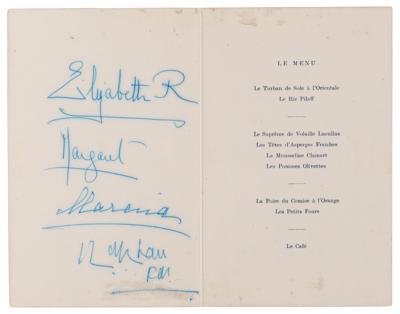 Elizabeth R
Margaret
Marina
LE MENU
Le Turban de Sole à l'Orientale
Le Riz Pilaff
Le Suprême de Volaille Lucullus
Les Têtes d'Asperges Fraiches
La Mousseline Clamart
Les Pommes Olivettes
La Poire du Comice à l'Orange
Les Petits Fours
Le Café